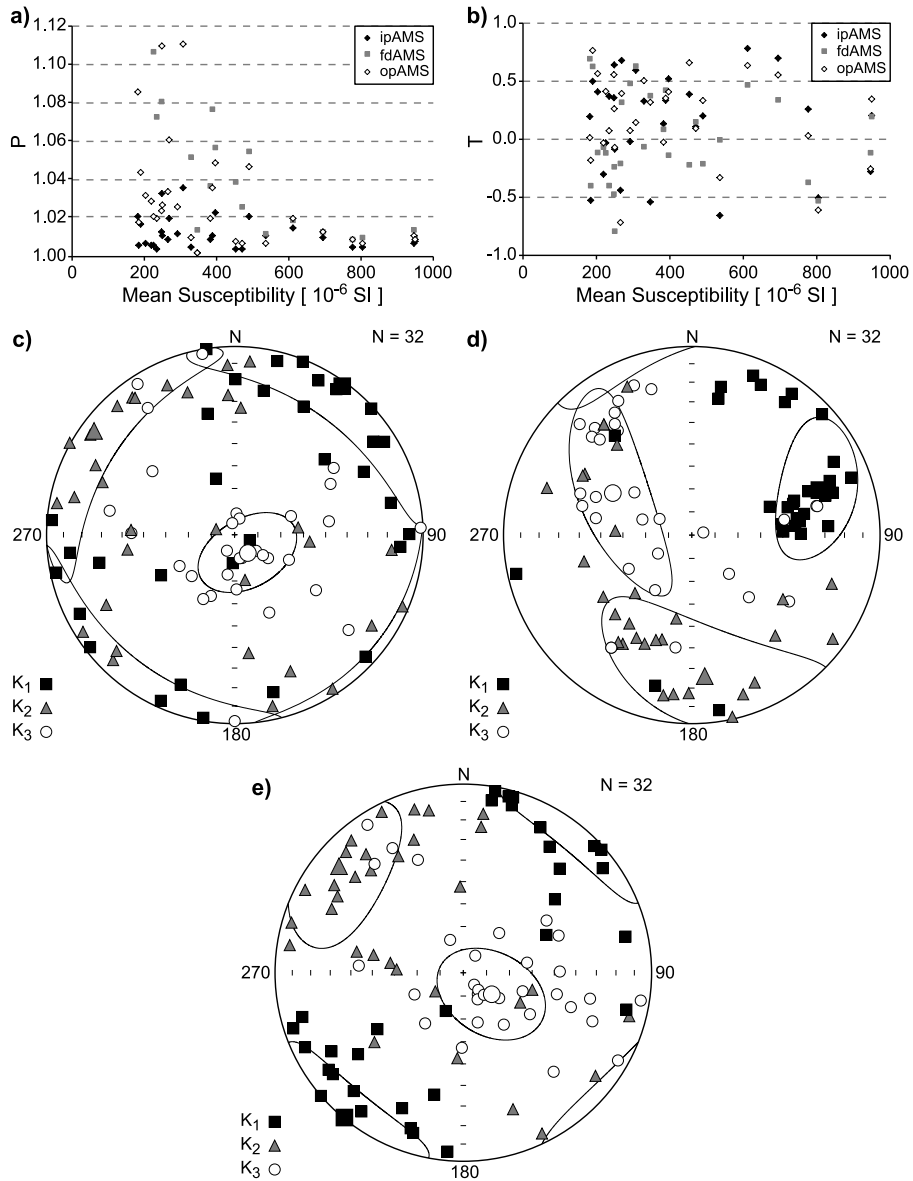 a)
1.12
1.10
1.08
1.06
1.04
1.02
1.00
P
ipAMS
fdAMS
opAMS
0 200 400 600 800 1000
Mean Susceptibility [ 10-6 SI ]
b)
1.0
0.5
0.0
-0.5
-1.0
T
ipAMS
fdAMS
opAMS
0 200 400 600 800 1000
Mean Susceptibility [ 10-6 SI ]
c)
N
N = 32
270
90
180
K1
K2
K3
d)
N
N = 32
270
90
180
K1
K2
K3
e)
N
N = 32
270
90
180
K1
K2
K3